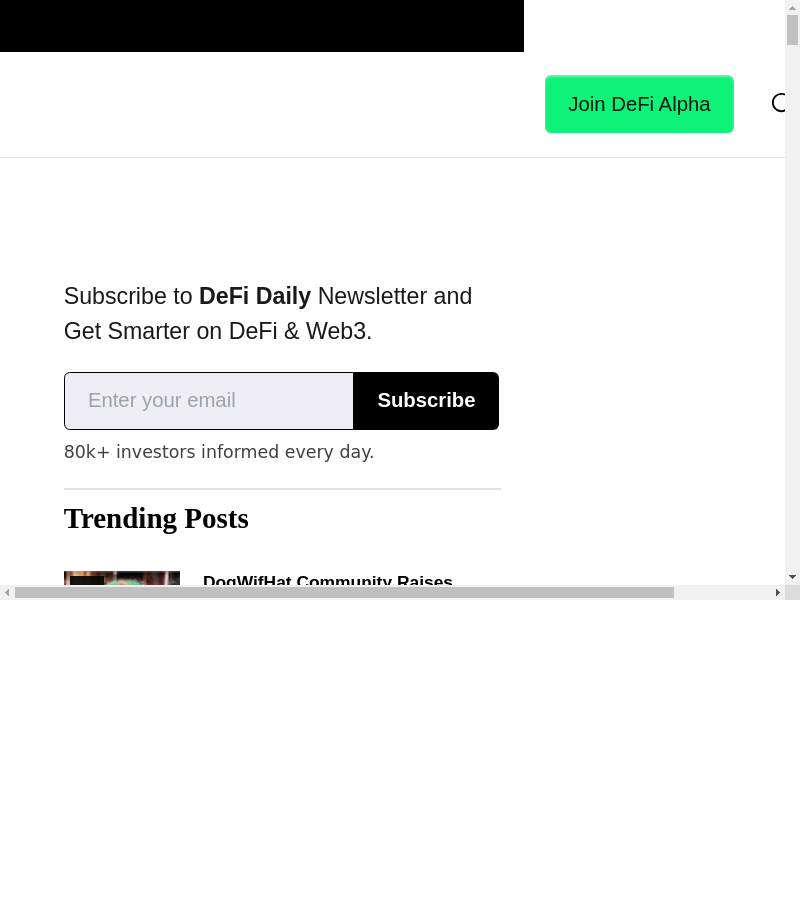 Join DeFi Alpha
Subscribe to DeFi Daily Newsletter and
Get Smarter on DeFi & Web3.
Enter your email
Subscribe
80k+ investors informed every day.
Trending Posts
DogWifHat Community Raises